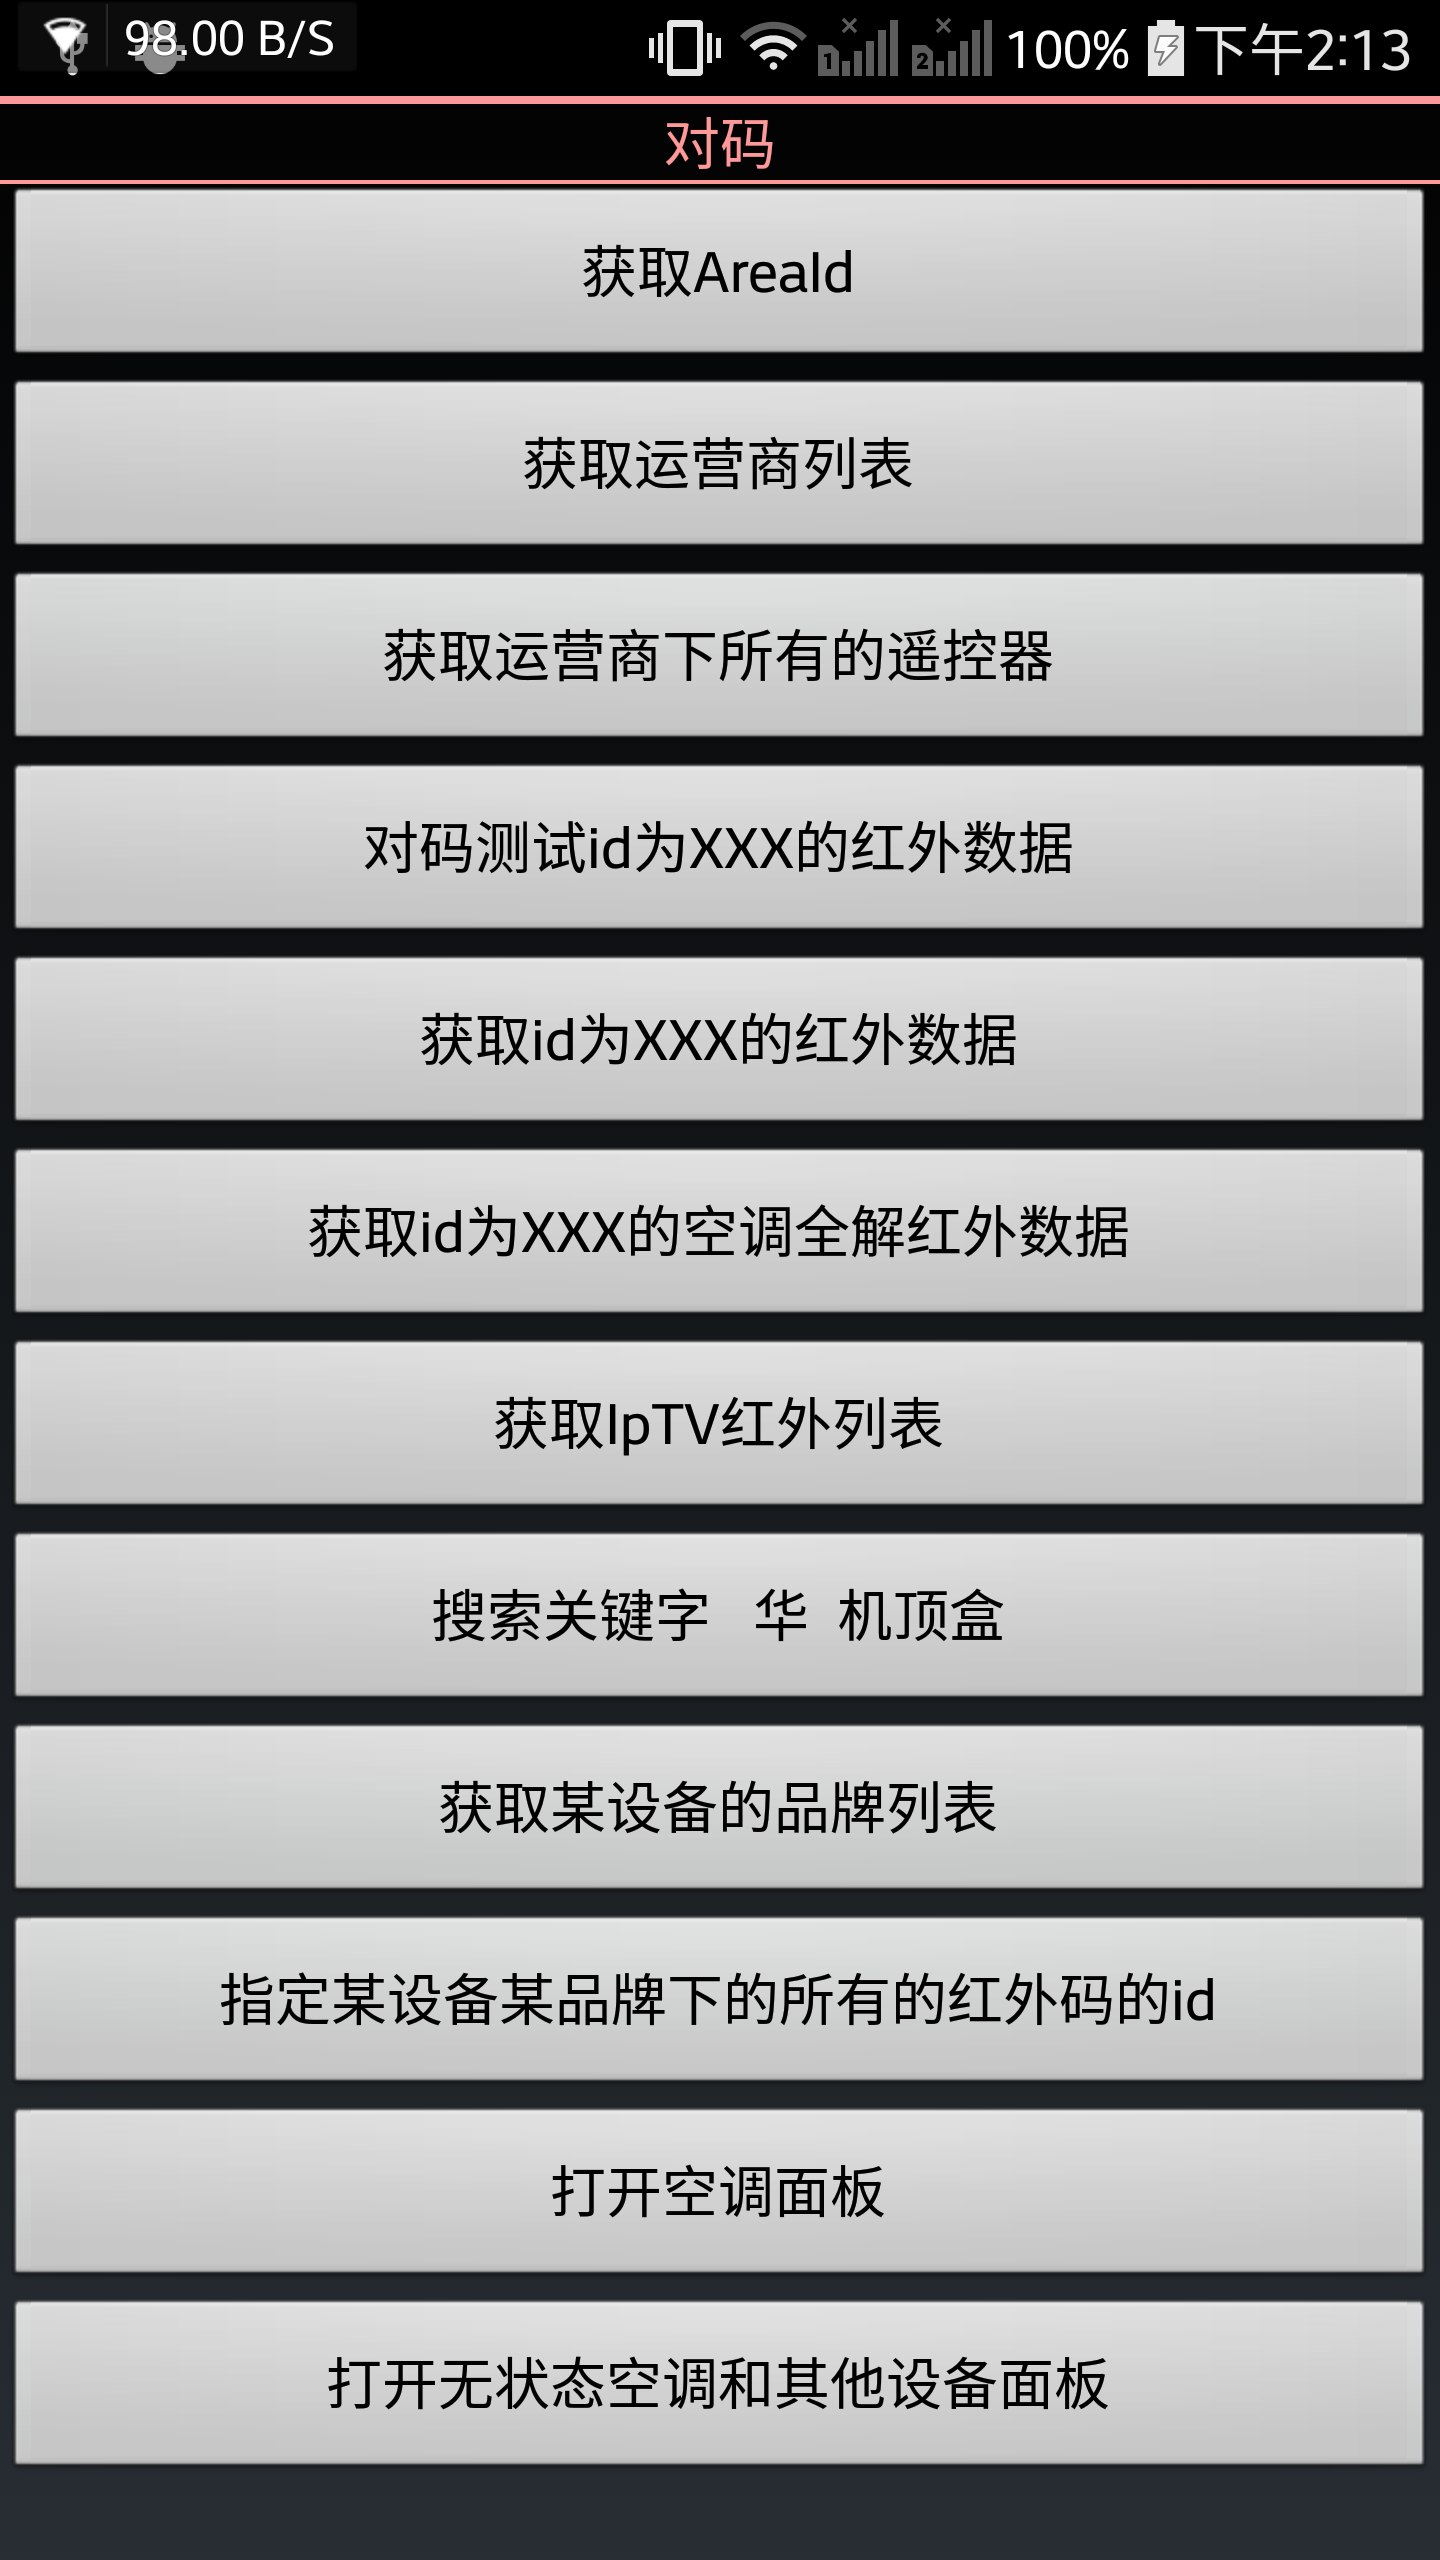 98.00 B/S 1 2 100% 下午2:13
对码
获取AreaId
获取运营商列表
获取运营商下所有的遥控器
对码测试id为XXX的红外数据
获取id为XXX的红外数据
获取id为XXX的空调全解红外数据
获取IpTV红外列表
搜索关键字 华 机顶盒
获取某设备的品牌列表
指定某设备某品牌下的所有的红外码的id
打开空调面板
打开无状态空调和其他设备面板